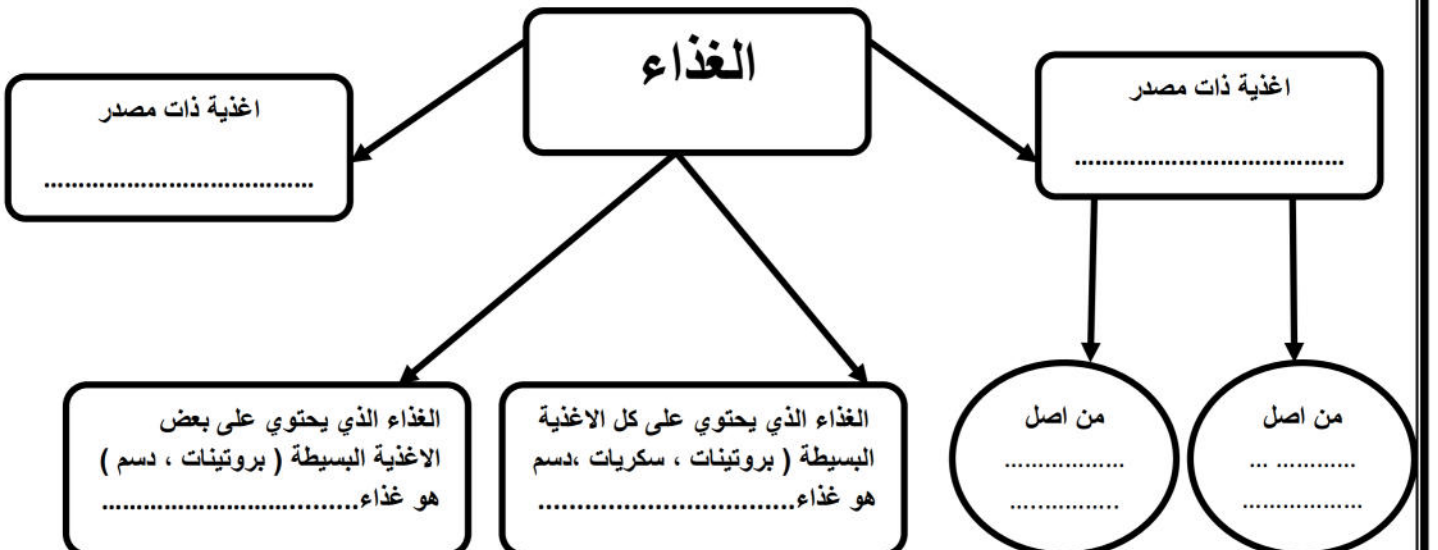 الغذاء
اغذية ذات مصدر
........................................
اغذية ذات مصدر
........................................
من اصل
... ............
..................
من اصل
..................
................
الغذاء الذي يحتوي على كل الاغذية
البسيطة ( بروتينات ، سكريات ،دسم
هو غذاء.................................
الغذاء الذي يحتوي على بعض
الاغذية البسيطة ( بروتينات ، دسم )
هو غذاء.................................